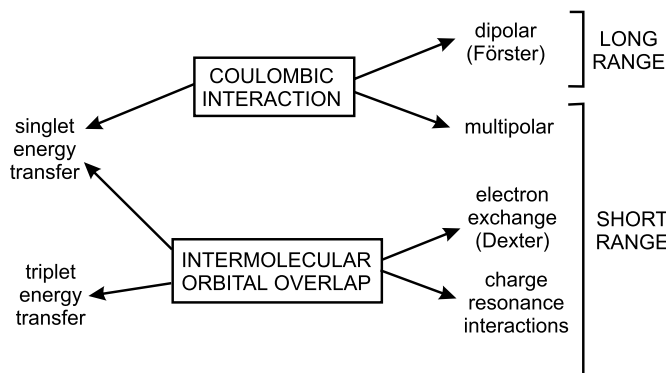 dipolar
(Förster)
LONG
RANGE
COULOMBIC
INTERACTION
singlet
energy
transfer
multipolar
electron
exchange
(Dexter)
SHORT
RANGE
INTERMOLECULAR
ORBITAL OVERLAP
triplet
energy
transfer
charge
resonance
interactions